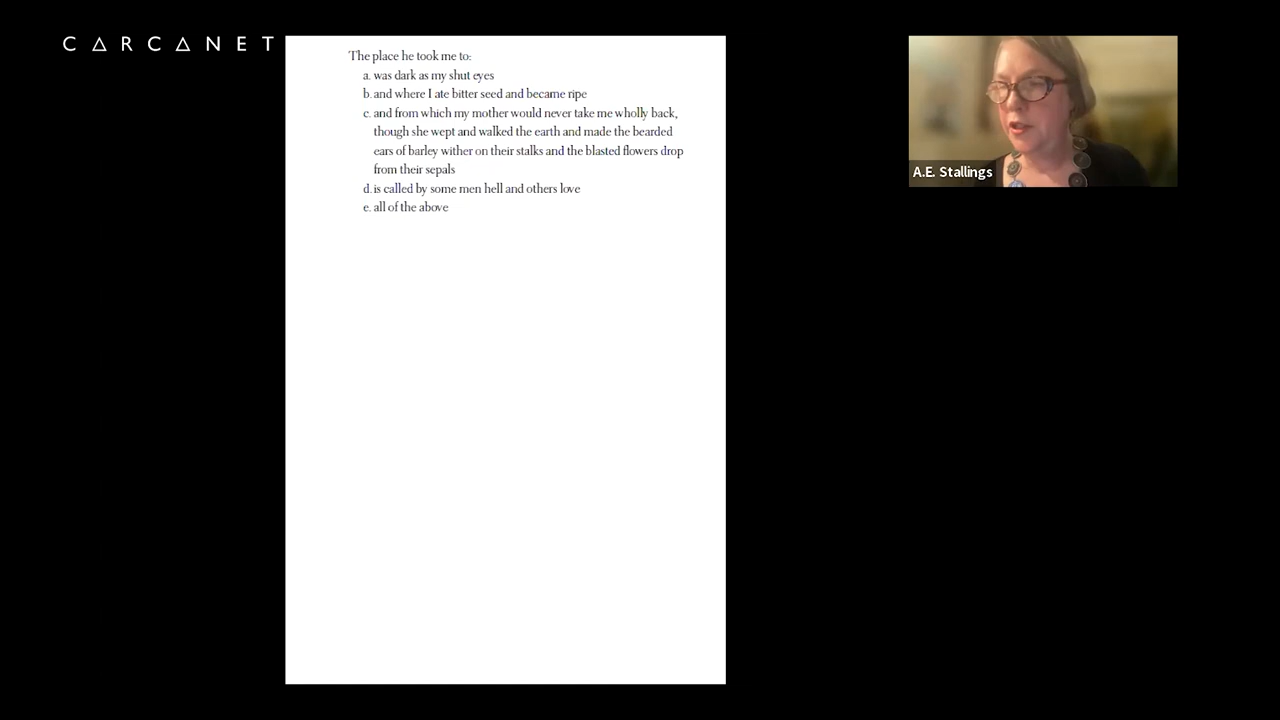 CARCANET
The place he took me to:
a. was dark as my shut eyes
b. and where I ate bitter seed and became ripe
c. and from which my mother would never take me wholly back,
though she wept and walked the earth and made the bearded
ears of barley wither on their stalks and the blasted flowers drop
from their sepals
d. is called by some men hell and others love
e. all of the above
A.E. Stallings